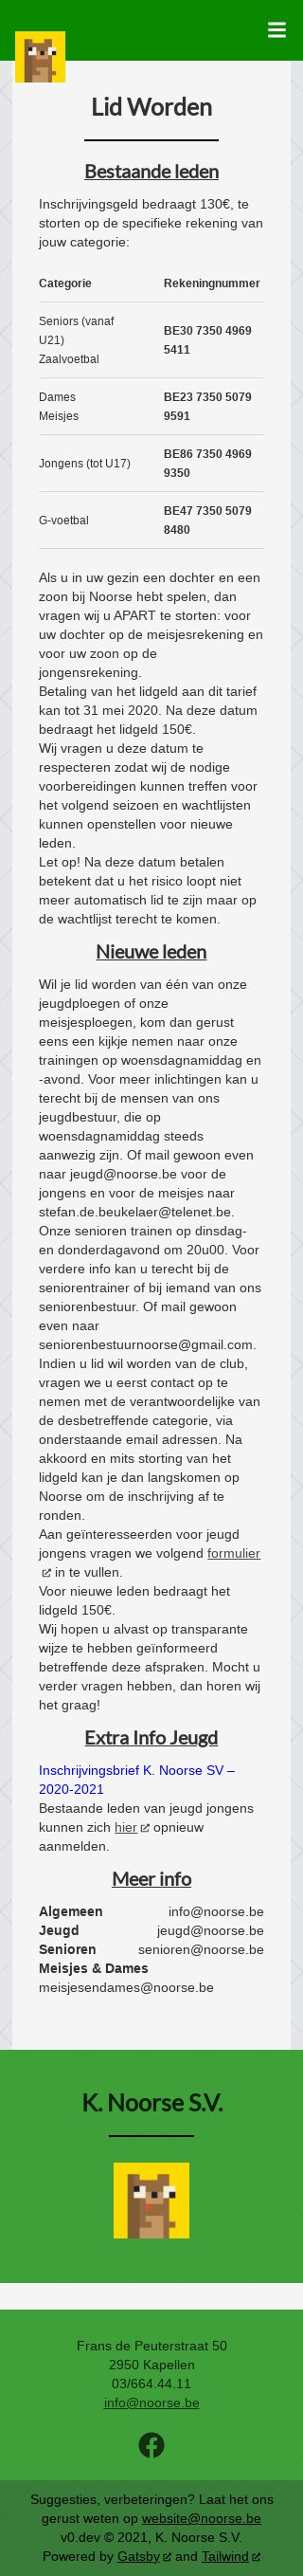 Lid Worden
Bestaande leden
Inschrijvingsgeld bedraagt 130€, te
storten op de specifieke rekening van
jouw categorie:
Categorie Rekeningnummer
Seniors (vanaf
U21)
Zaalvoetbal
BE30 7350 4969
5411
Dames
Meisjes
BE23 7350 5079
9591
Jongens (tot U17)
BE86 7350 4969
9350
G-voetbal
BE47 7350 5079
8480
Als u in uw gezin een dochter en een
zoon bij Noorse hebt spelen, dan
vragen wij u APART te storten: voor
uw dochter op de meisjesrekening en
voor uw zoon op de
jongensrekening.
Betaling van het lidgeld aan dit tarief
kan tot 31 mei 2020. Na deze datum
bedraagt het lidgeld 150€.
Wij vragen u deze datum te
respecteren zodat wij de nodige
voorbereidingen kunnen treffen voor
het volgend seizoen en wachtlijsten
kunnen openstellen voor nieuwe
leden.
Let op! Na deze datum betalen
betekent dat u het risico loopt niet
meer automatisch lid te zijn maar op
de wachtlijst terecht te komen.
Nieuwe leden
Wil je lid worden van één van onze
jeugdploegen of onze
meisjesploegen, kom dan gerust
eens een kijkje nemen naar onze
trainingen op woensdagnamiddag en
-avond. Voor meer inlichtingen kan u
terecht bij de mensen van ons
jeugdbestuur, die op
woensdagnamiddag steeds
aanwezig zijn. Of mail gewoon even
naar jeugd@noorse.be voor de
jongens en voor de meisjes naar
stefan.de.beukelaer@telenet.be.
Onze senioren trainen op dinsdag-
en donderdagavond om 20u00. Voor
verdere info kan u terecht bij de
seniorentrainer of bij iemand van ons
seniorenbestuur. Of mail gewoon
even naar
seniorenbestuurnoorse@gmail.com.
Indien u lid wil worden van de club,
vragen we u eerst contact op te
nemen met de verantwoordelijke van
de desbetreffende categorie, via
onderstaande email adressen. Na
akkoord en mits storting van het
lidgeld kan je dan langskomen op
Noorse om de inschrijving af te
ronden.
Aan geïnteresseerden voor jeugd
jongens vragen we volgend formulier
in te vullen.
Voor nieuwe leden bedraagt het
lidgeld 150€.
Wij hopen u alvast op transparante
wijze te hebben geïnformeerd
betreffende deze afspraken. Mocht u
verder vragen hebben, dan horen wij
het graag!
Extra Info Jeugd
Inschrijvingsbrief K. Noorse SV –
2020-2021
Bestaande leden van jeugd jongens
kunnen zich hier opnieuw
aanmelden.
Meer info
Algemeen info@noorse.be
Jeugd jeugd@noorse.be
Senioren senioren@noorse.be
Meisjes & Dames
meisjesendames@noorse.be
K. Noorse S.V.
Frans de Peuterstraat 50
2950 Kapellen
03/664.44.11
info@noorse.be
Suggesties, verbeteringen? Laat het ons
gerust weten op website@noorse.be
v0.dev © 2021, K. Noorse S.V.
Powered by Gatsby and Tailwind